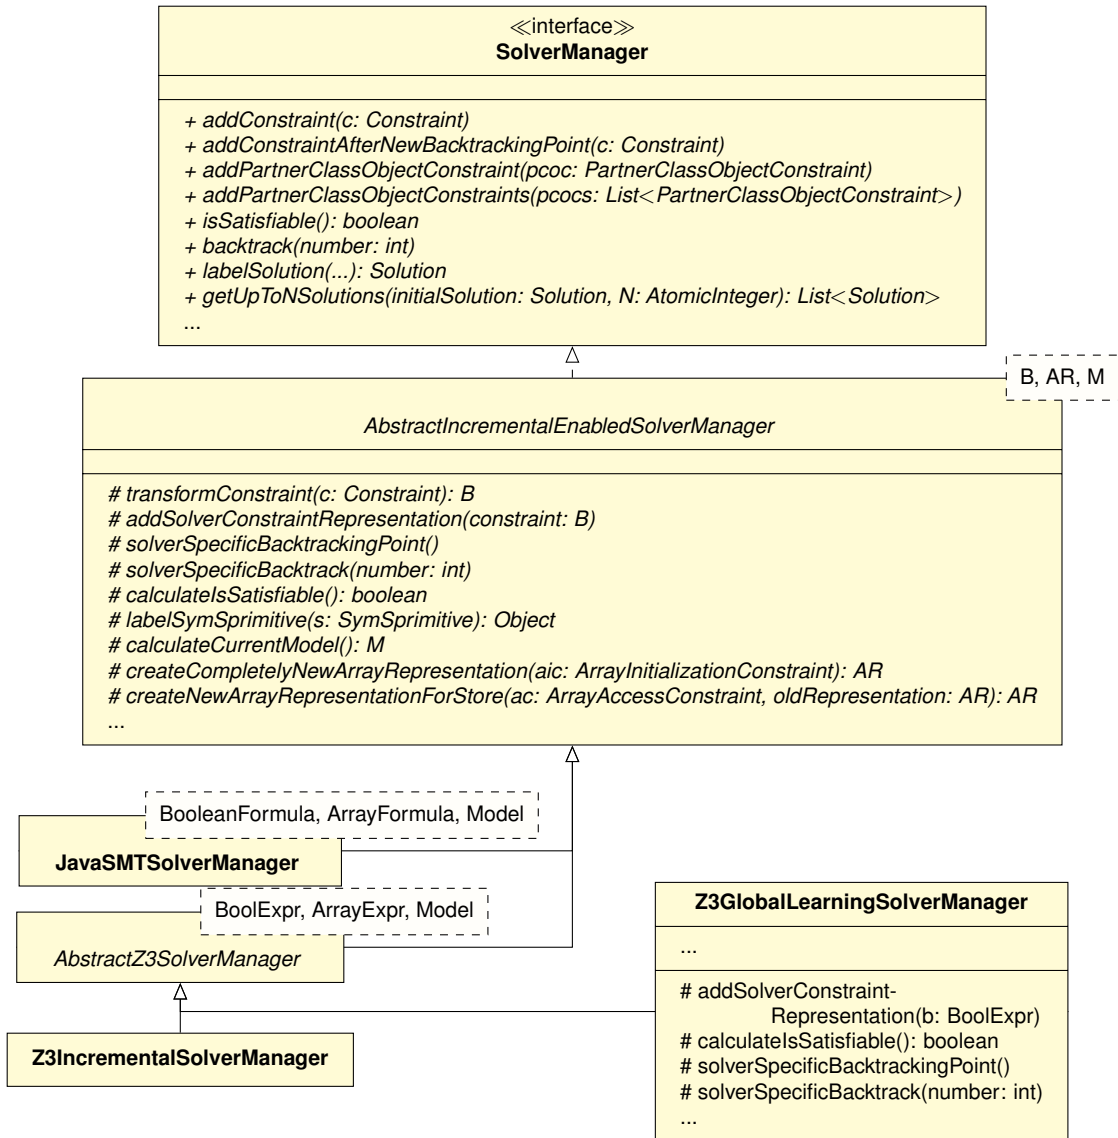 ≪interface≫
SolverManager
+ addConstraint(c: Constraint)
+ addConstraintAfterNewBacktrackingPoint(c: Constraint)
+ addPartnerClassObjectConstraint(pcoc: PartnerClassObjectConstraint)
+ addPartnerClassObjectConstraints(pcocs: List<PartnerClassObjectConstraint>)
+ isSatisfiable(): boolean
+ backtrack(number: int)
+ labelSolution(...): Solution
+ getUpToNSolutions(initialSolution: Solution, N: AtomicInteger): List<Solution>
...
B, AR, M
AbstractIncrementalEnabledSolverManager
# transformConstraint(c: Constraint): B
# addSolverConstraintRepresentation(constraint: B)
# solverSpecificBacktrackingPoint()
# solverSpecificBacktrack(number: int)
# calculateIsSatisfiable(): boolean
# labelSymSprimitive(s: SymSprimitive): Object
# calculateCurrentModel(): M
# createCompletelyNewArrayRepresentation(aic: ArrayInitializationConstraint): AR
# createNewArrayRepresentationForStore(ac: ArrayAccessConstraint, oldRepresentation: AR): AR
...
BooleanFormula, ArrayFormula, Model
JavaSMTSolverManager
BoolExpr, ArrayExpr, Model
AbstractZ3SolverManager
Z3IncrementalSolverManager
Z3GlobalLearningSolverManager
...
# addSolverConstraint-
Representation(b: BoolExpr)
# calculateIsSatisfiable(): boolean
# solverSpecificBacktrackingPoint()
# solverSpecificBacktrack(number: int)
...